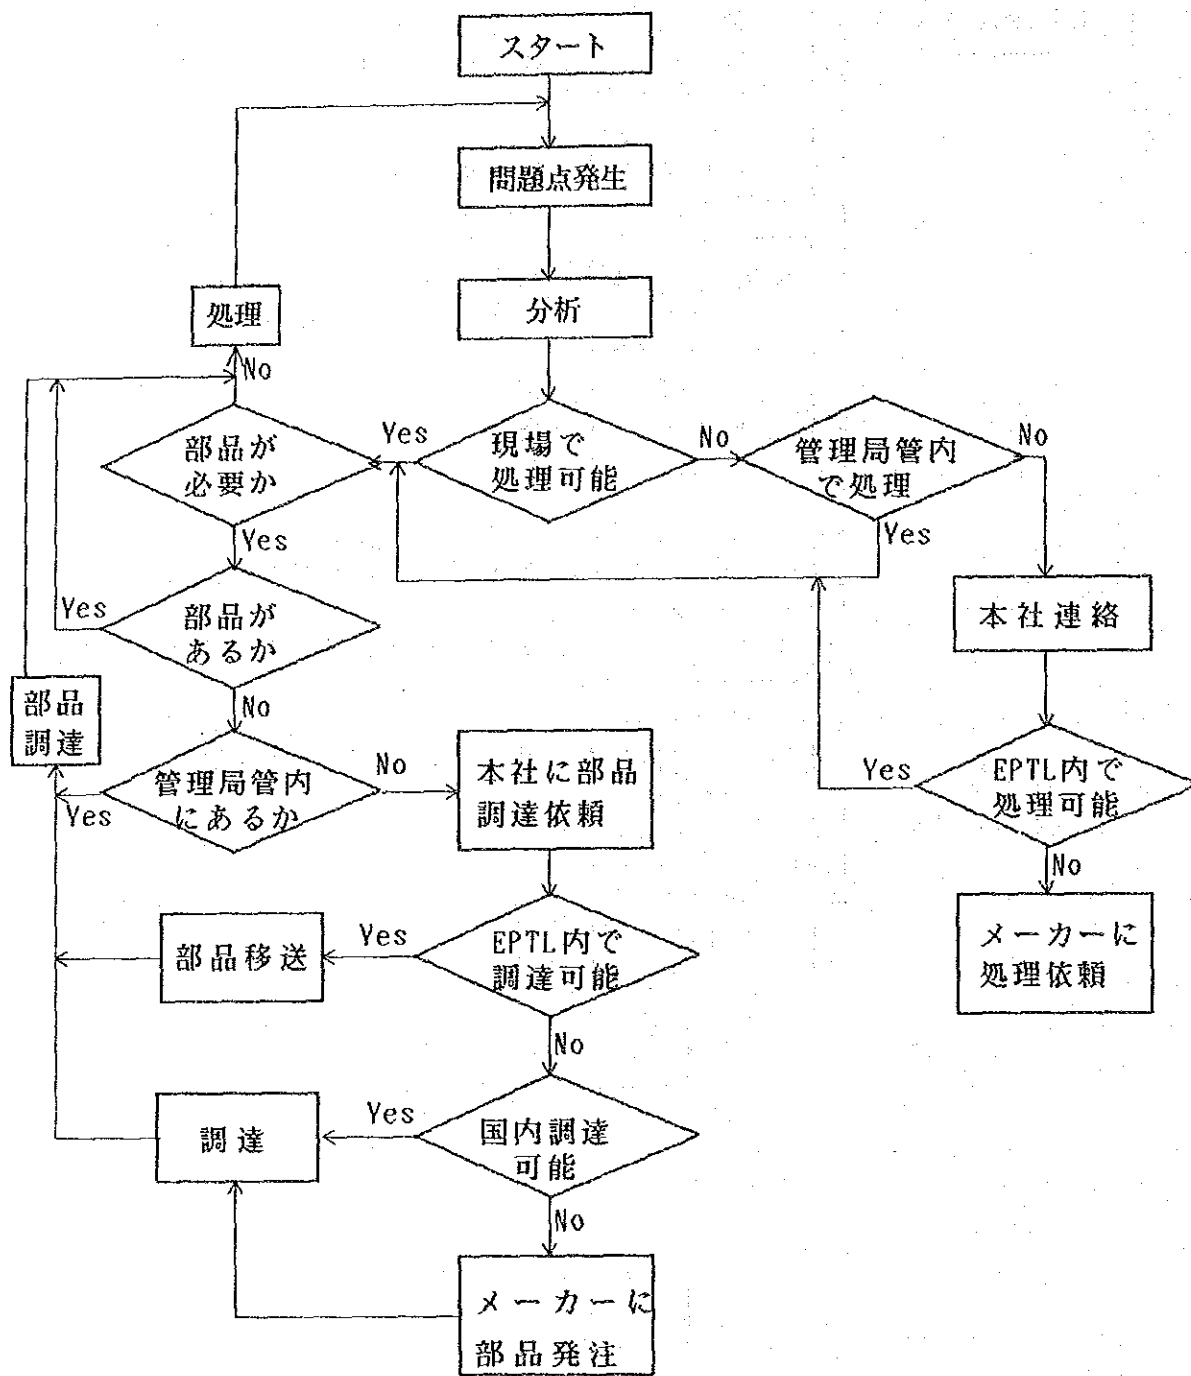 スタート
問題点発生
処理
分析
No
部品が
必要か
Yes
現場で
処理可能
No
管理局管内
で処理
No
Yes
Yes
Yes
部品が
あるか
本社連絡
No
部品
調達
管理局管内
にあるか
No
Yes
本社に部品
調達依頼
Yes
EPTL内で
処理可能
No
部品移送
Yes
EPTL内で
調達可能
メーカーに
処理依頼
No
調達
Yes
国内調達
可能
No
メーカーに
部品発注